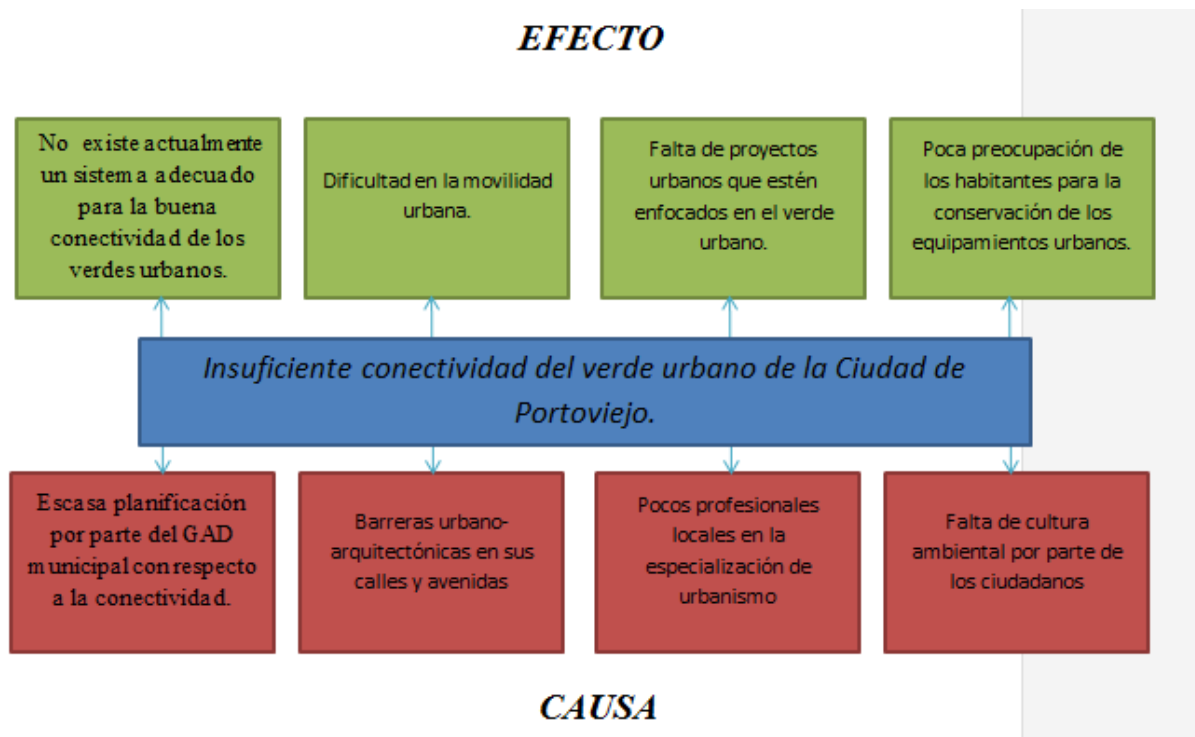 EFECTO
No existe actualmente
un sistema adecuado
para la buena
conectividad de los
verdes urbanos.
Dificultad en la movilidad
urbana.
Falta de proyectos
urbanos que estén
enfocados en el verde
urbano.
Poca preocupación de
los habitantes para la
conservación de los
equipamientos urbanos.
Insuficiente conectividad del verde urbano de la Ciudad de
Portoviejo.
Escasa planificación
por parte del GAD
municipal con respecto
a la conectividad.
Barreras urbano-
arquitectónicas en sus
calles y avenidas
Pocos profesionales
locales en la
especialización de
urbanismo
Falta de cultura
ambiental por parte de
los ciudadanos
CAUSA